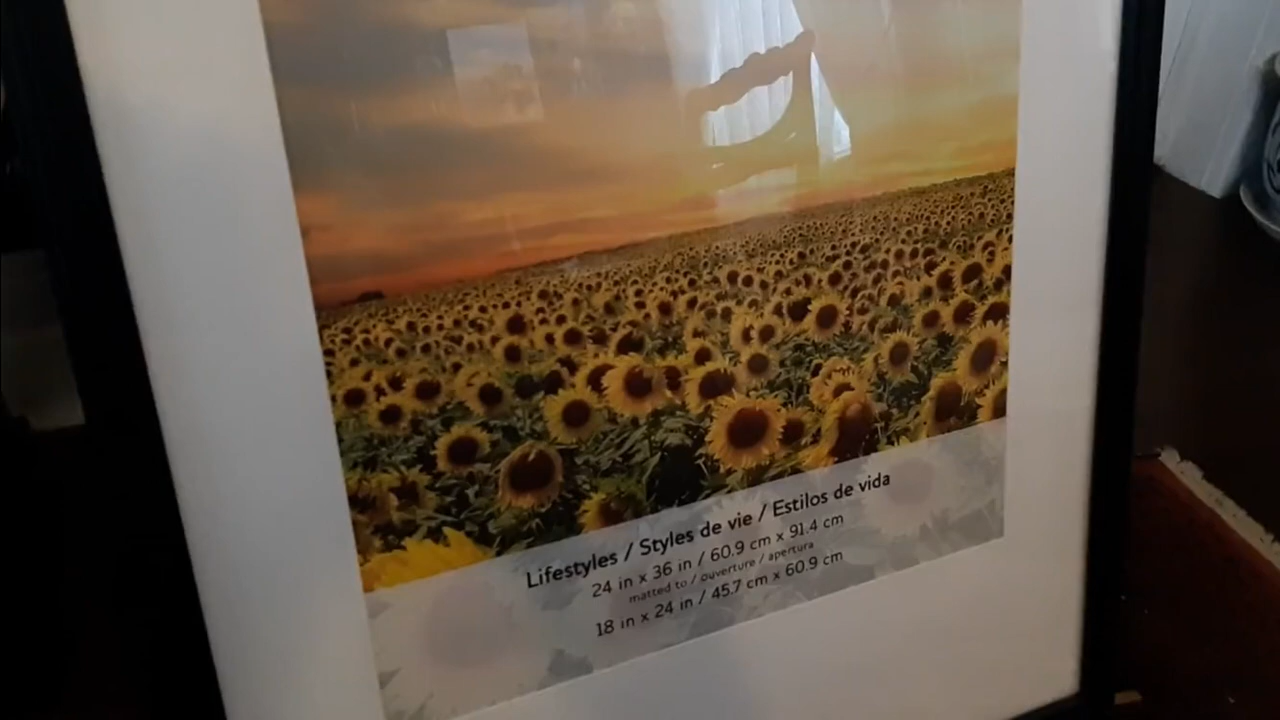 Lifestyles / Styles de vie / Estilos de vida
24 in x 36 in / 60.9 cm x 91.4 cm
matted to / ouverture / apertura
18 in x 24 in / 45.7 cm x 60.9 cm